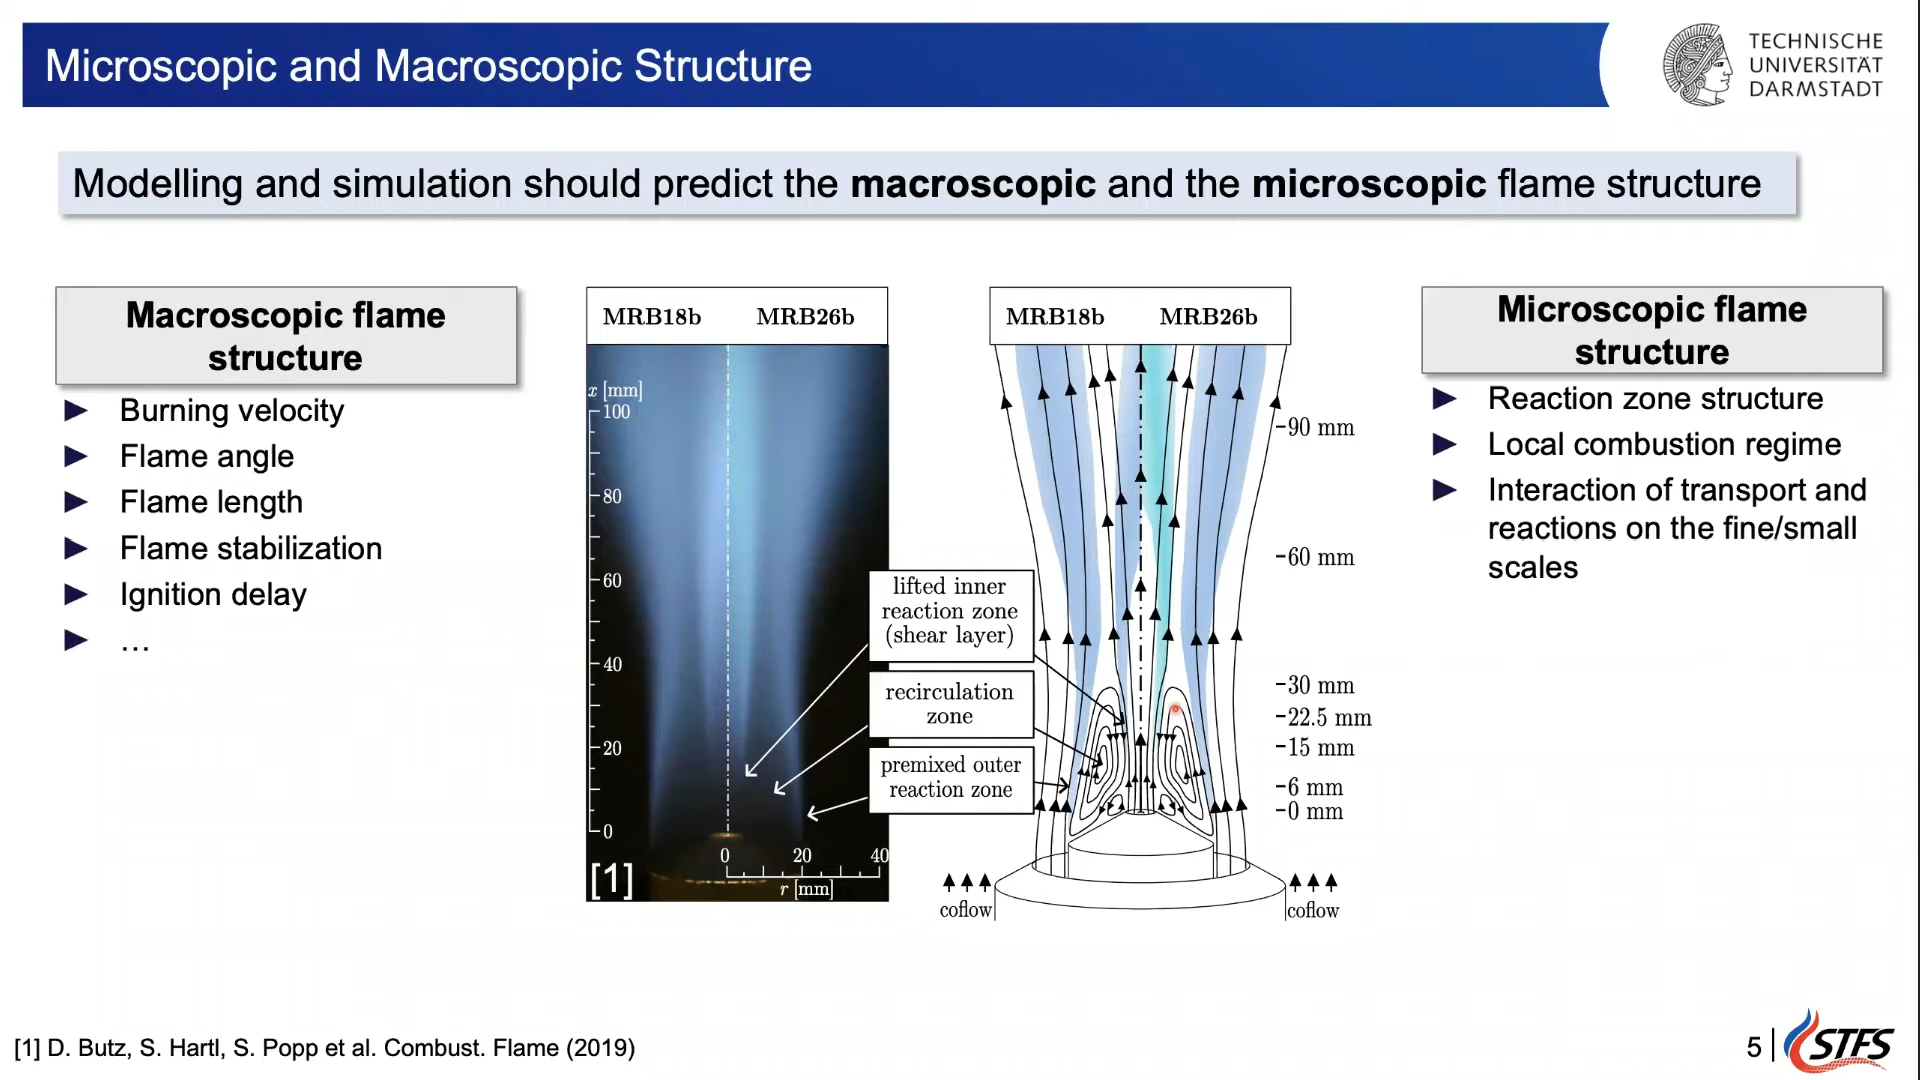 Microscopic and Macroscopic Structure
TECHNISCHE
UNIVERSITÄT
DARMSTADT
Modelling and simulation should predict the macroscopic and the microscopic flame structure
Macroscopic flame
structure
► Burning velocity
► Flame angle
► Flame length
► Flame stabilization
► Ignition delay
► ...
MRB18b MRB26b
x [mm]
100
80
60
40
20
0
0 20 40
r [mm]
[1]
lifted inner
reaction zone
(shear layer)
recirculation
zone
premixed outer
reaction zone
MRB18b MRB26b
90 mm
60 mm
30 mm
22.5 mm
15 mm
6 mm
0 mm
coflow
coflow
Microscopic flame
structure
► Reaction zone structure
► Local combustion regime
► Interaction of transport and
reactions on the fine/small
scales
[1] D. Butz, S. Hartl, S. Popp et al. Combust. Flame (2019)
5 | STFS